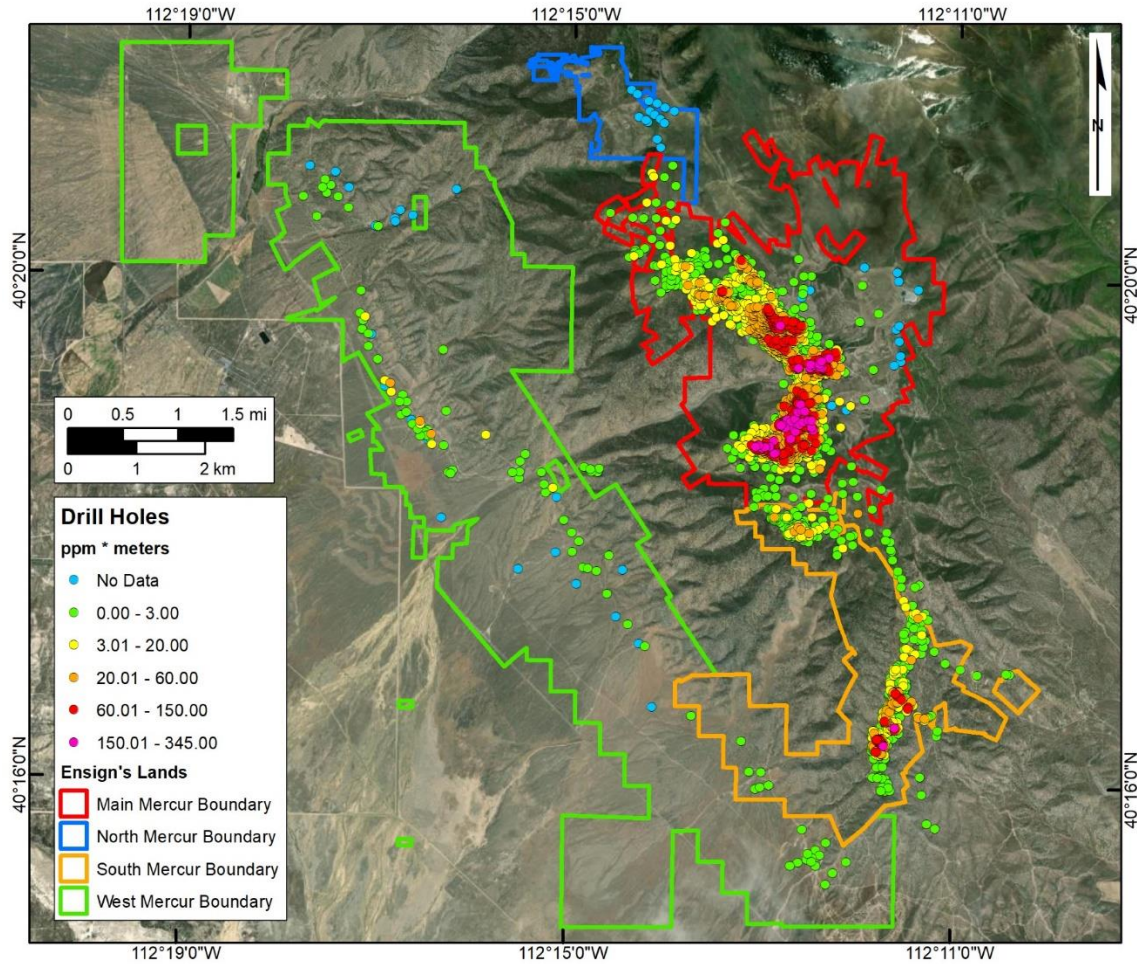 112°19'0"W 112°15'0"W 112°11'0"W
N
40°20'0"N 40°20'0"N
0 0.5 1 1.5 mi
0 1 2 km
Drill Holes
ppm * meters
No Data
0.00 - 3.00
3.01 - 20.00
20.01 - 60.00
60.01 - 150.00
150.01 - 345.00
Ensign's Lands
Main Mercur Boundary
North Mercur Boundary
South Mercur Boundary
West Mercur Boundary
40°16'0"N 40°16'0"N
112°19'0"W 112°15'0"W 112°11'0"W